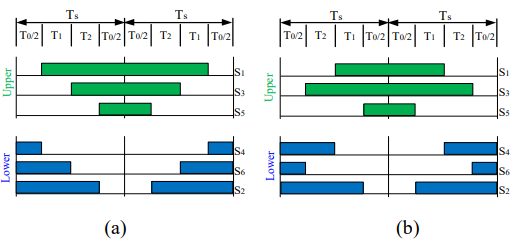 Ts Ts Ts Ts
T0/2 T1 T2 T0/2 T0/2 T2 T1 T0/2 T0/2 T2 T1 T0/2 T0/2 T1 T2 T0/2
Upper S1 Upper S1
S3 S3
S5 S5
Lower S4 Lower S4
S6 S6
S2 S2
(a) (b)